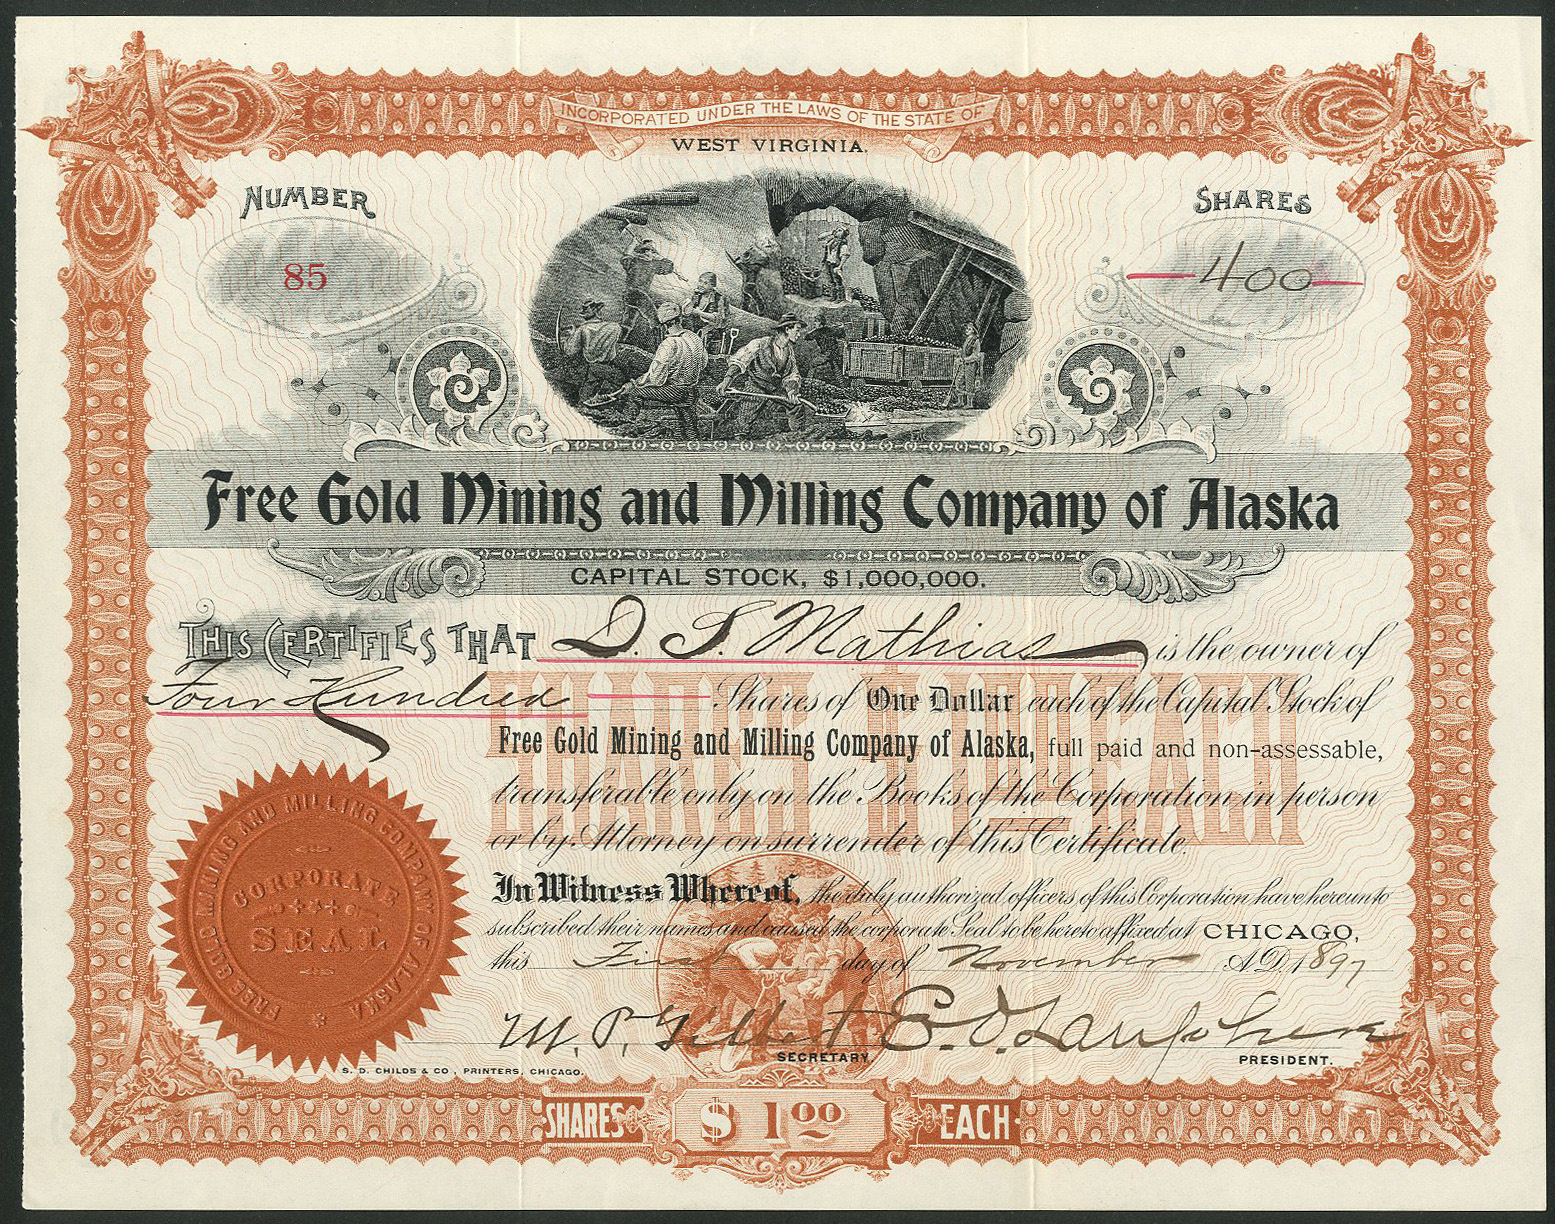 INCORPORATED UNDER THE LAWS OF THE STATE OF
WEST VIRGINIA.
NUMBER
85
SHARES
400
Free Gold Mining and Milling Company of Alaska
CAPITAL STOCK, $1,000,000.
THIS CERTIFIES THAT D. S. Mathias is the owner of
Four Hundred Shares of One Dollar each of the Capital Stock of
Free Gold Mining and Milling Company of Alaska, full paid and non-assessable,
transferable only on the Books of the Corporation in person
or by Attorney on surrender of this Certificate.
In Witness Whereof, the duly authorized officers of this Corporation have hereunto
subscribed their names and caused the corporate Seal to be hereto affixed at CHICAGO,
this First day of November A.D. 1897
FREE GOLD MINING AND MILLING COMPANY OF ALASKA
CORPORATE
SEAL
M. P. Gilbert
SECRETARY.
E. O.
PRESIDENT.
S. D. CHILDS & CO., PRINTERS, CHICAGO.
SHARES $1.00 EACH